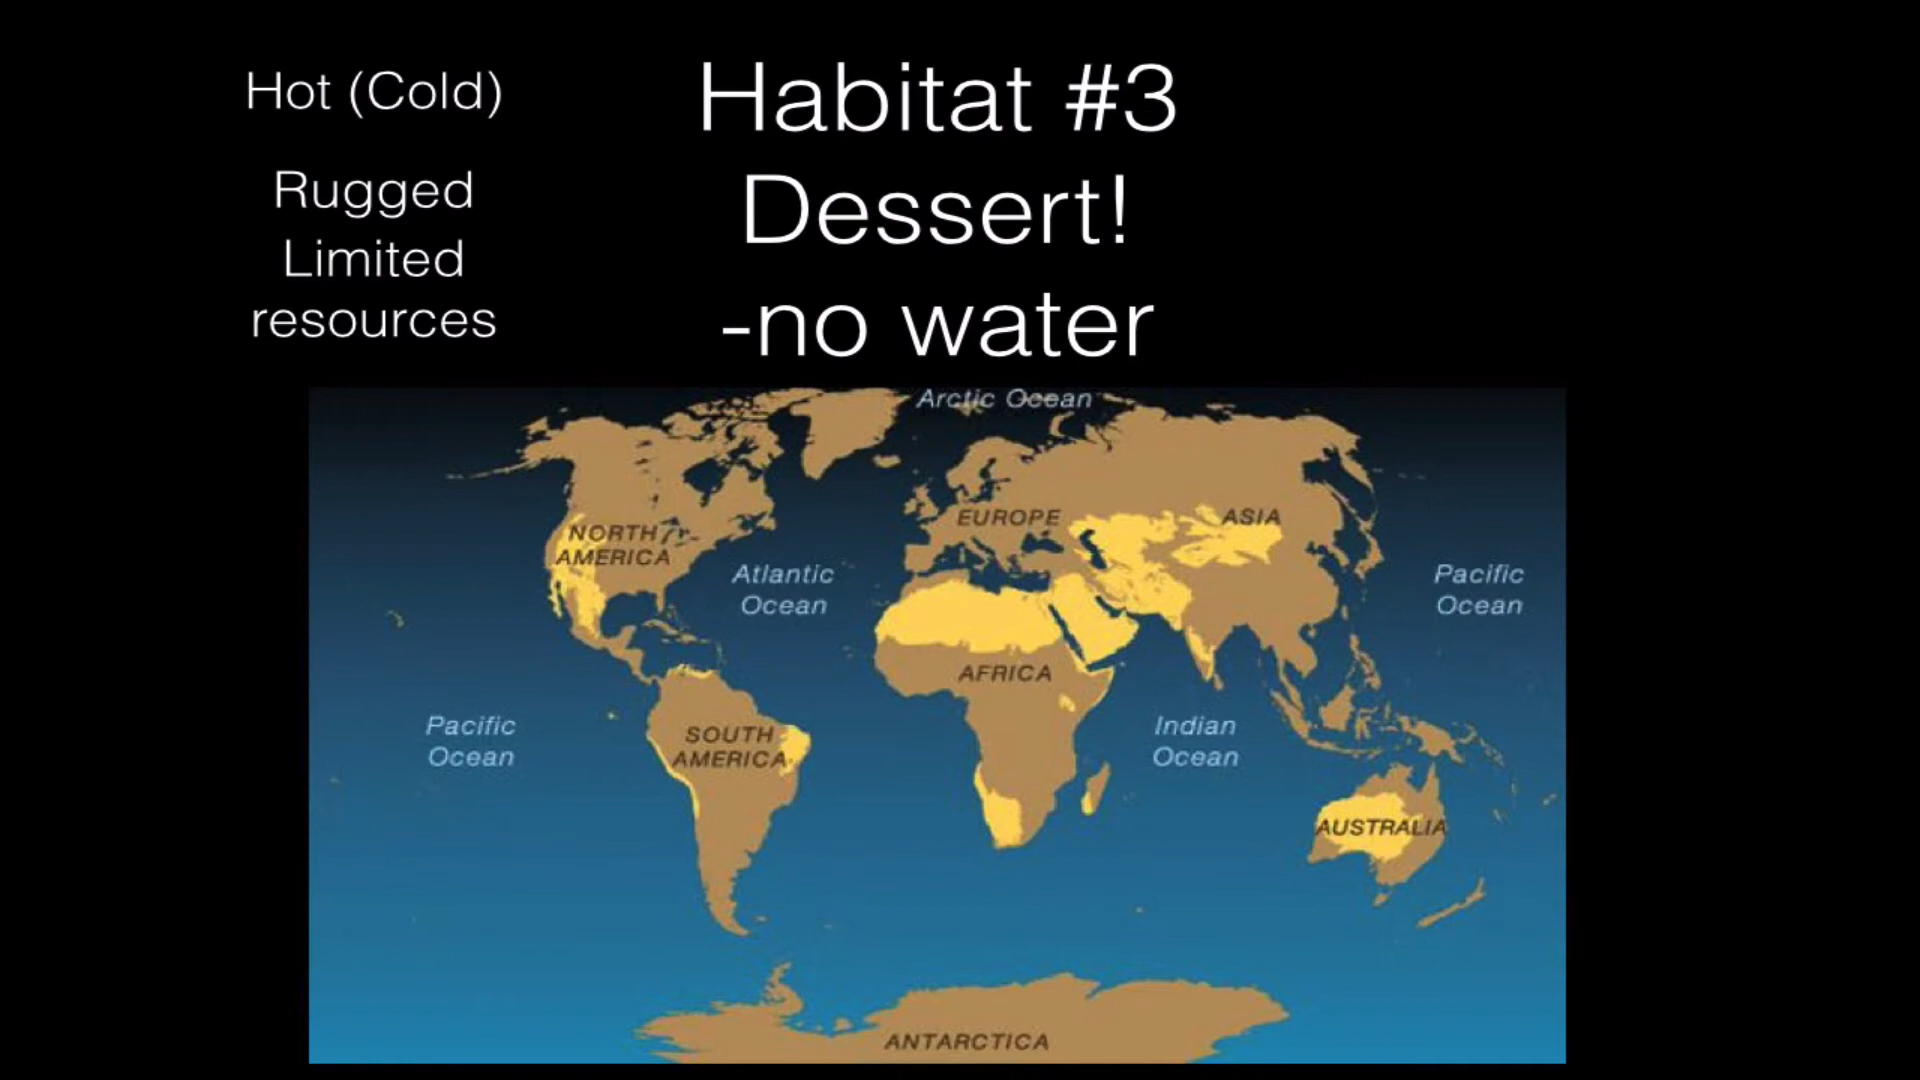 Hot (Cold)
Rugged
Limited
resources
Habitat #3
Dessert!
-no water
Arctic Ocean
NORTH
AMERICA
EUROPE
ASIA
Atlantic
Ocean
Pacific
Ocean
AFRICA
Pacific
Ocean
SOUTH
AMERICA
Indian
Ocean
AUSTRALIA
ANTARCTICA